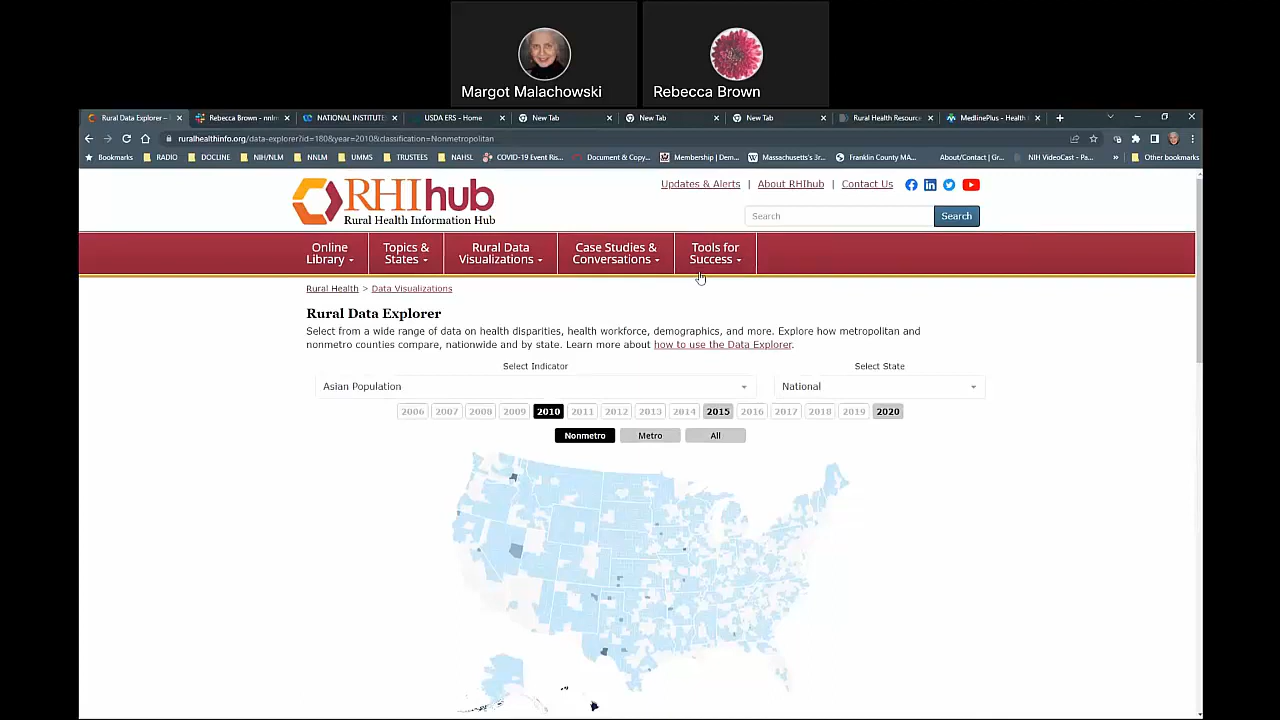 Margot Malachowski
Rebecca Brown
Rural Data Explorer –
Rebecca Brown - nnlm
NATIONAL INSTITUTE
USDA ERS - Home
New Tab
New Tab
New Tab
Rural Health Resource
MedlinePlus - Health
ruralhealthinfo.org/data-explorer?id=180&year=2010&classification=Nonmetropolitan
Bookmarks
RADIO
DOCLINE
NIH/NLM
NNLM
UMMS
TRUSTEES
NAHSL
COVID-19 Event Ris...
Document & Copy...
Membership | Dem...
Massachusetts's 3r...
Franklin County MA...
About/Contact | Gr...
NIH VideoCast - Pa...
»
Other bookmarks
RHIhub
Rural Health Information Hub
Updates & Alerts | About RHIhub | Contact Us
Search
Search
Online Library
Topics & States
Rural Data Visualizations
Case Studies & Conversations
Tools for Success
Rural Health > Data Visualizations
Rural Data Explorer
Select from a wide range of data on health disparities, health workforce, demographics, and more. Explore how metropolitan and
nonmetro counties compare, nationwide and by state. Learn more about how to use the Data Explorer.
Select Indicator
Select State
Asian Population
National
2006 2007 2008 2009 2010 2011 2012 2013 2014 2015 2016 2017 2018 2019 2020
Nonmetro Metro All